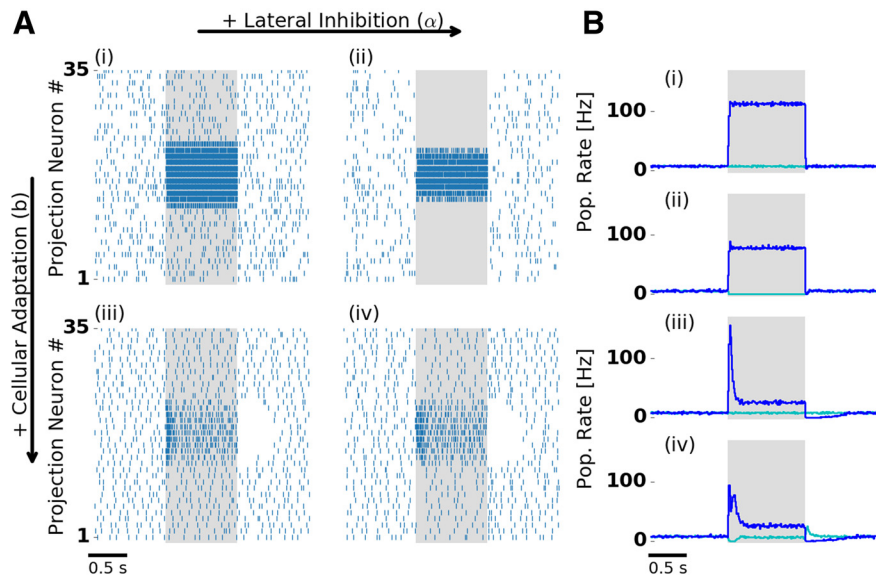 A
+ Lateral Inhibition (α)
B
(i)
(ii)
35
Projection Neuron #
1
(iii)
(iv)
35
Projection Neuron #
1
0.5 s
+ Cellular Adaptation (b)
(i)
100
0
Pop. Rate [Hz]
(ii)
100
0
(iii)
100
0
Pop. Rate [Hz]
(iv)
100
0
0.5 s